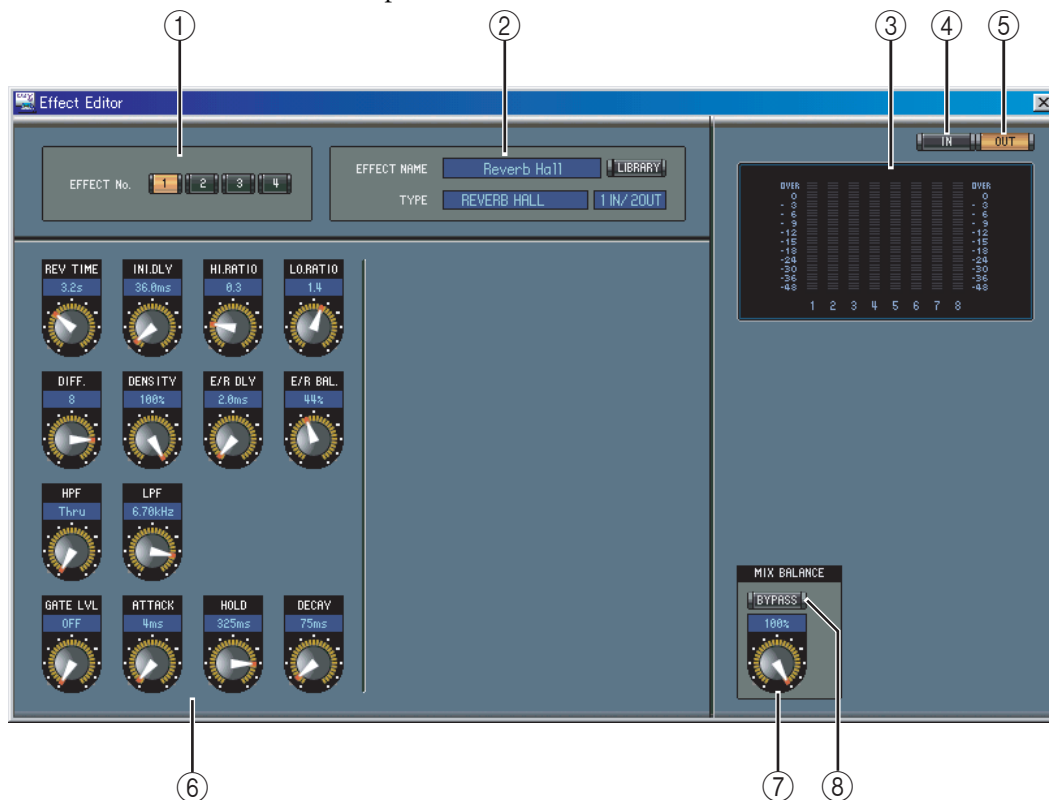 ① ② ③ ④ ⑤
Effect Editor
IN OUT
EFFECT No. 1 2 3 4
EFFECT NAME Reverb Hall LIBRARY
TYPE REVERB HALL 1 IN/ 2OUT
OVER OVER
0 0
- 3 - 3
- 6 - 6
- 9 - 9
-12 -12
-15 -15
-18 -18
-24 -24
-30 -30
-36 -36
-48 -48
1 2 3 4 5 6 7 8
REV TIME INI.DLY HI.RATIO LO.RATIO
3.2s 36.0ms 0.3 1.4
DIFF. DENSITY E/R DLY E/R BAL.
8 100% 2.0ms 44%
HPF LPF
Thru 6.70kHz
GATE LVL ATTACK HOLD DECAY
OFF 4ms 325ms 75ms
MIX BALANCE
BYPASS
100%
⑥ ⑦ ⑧